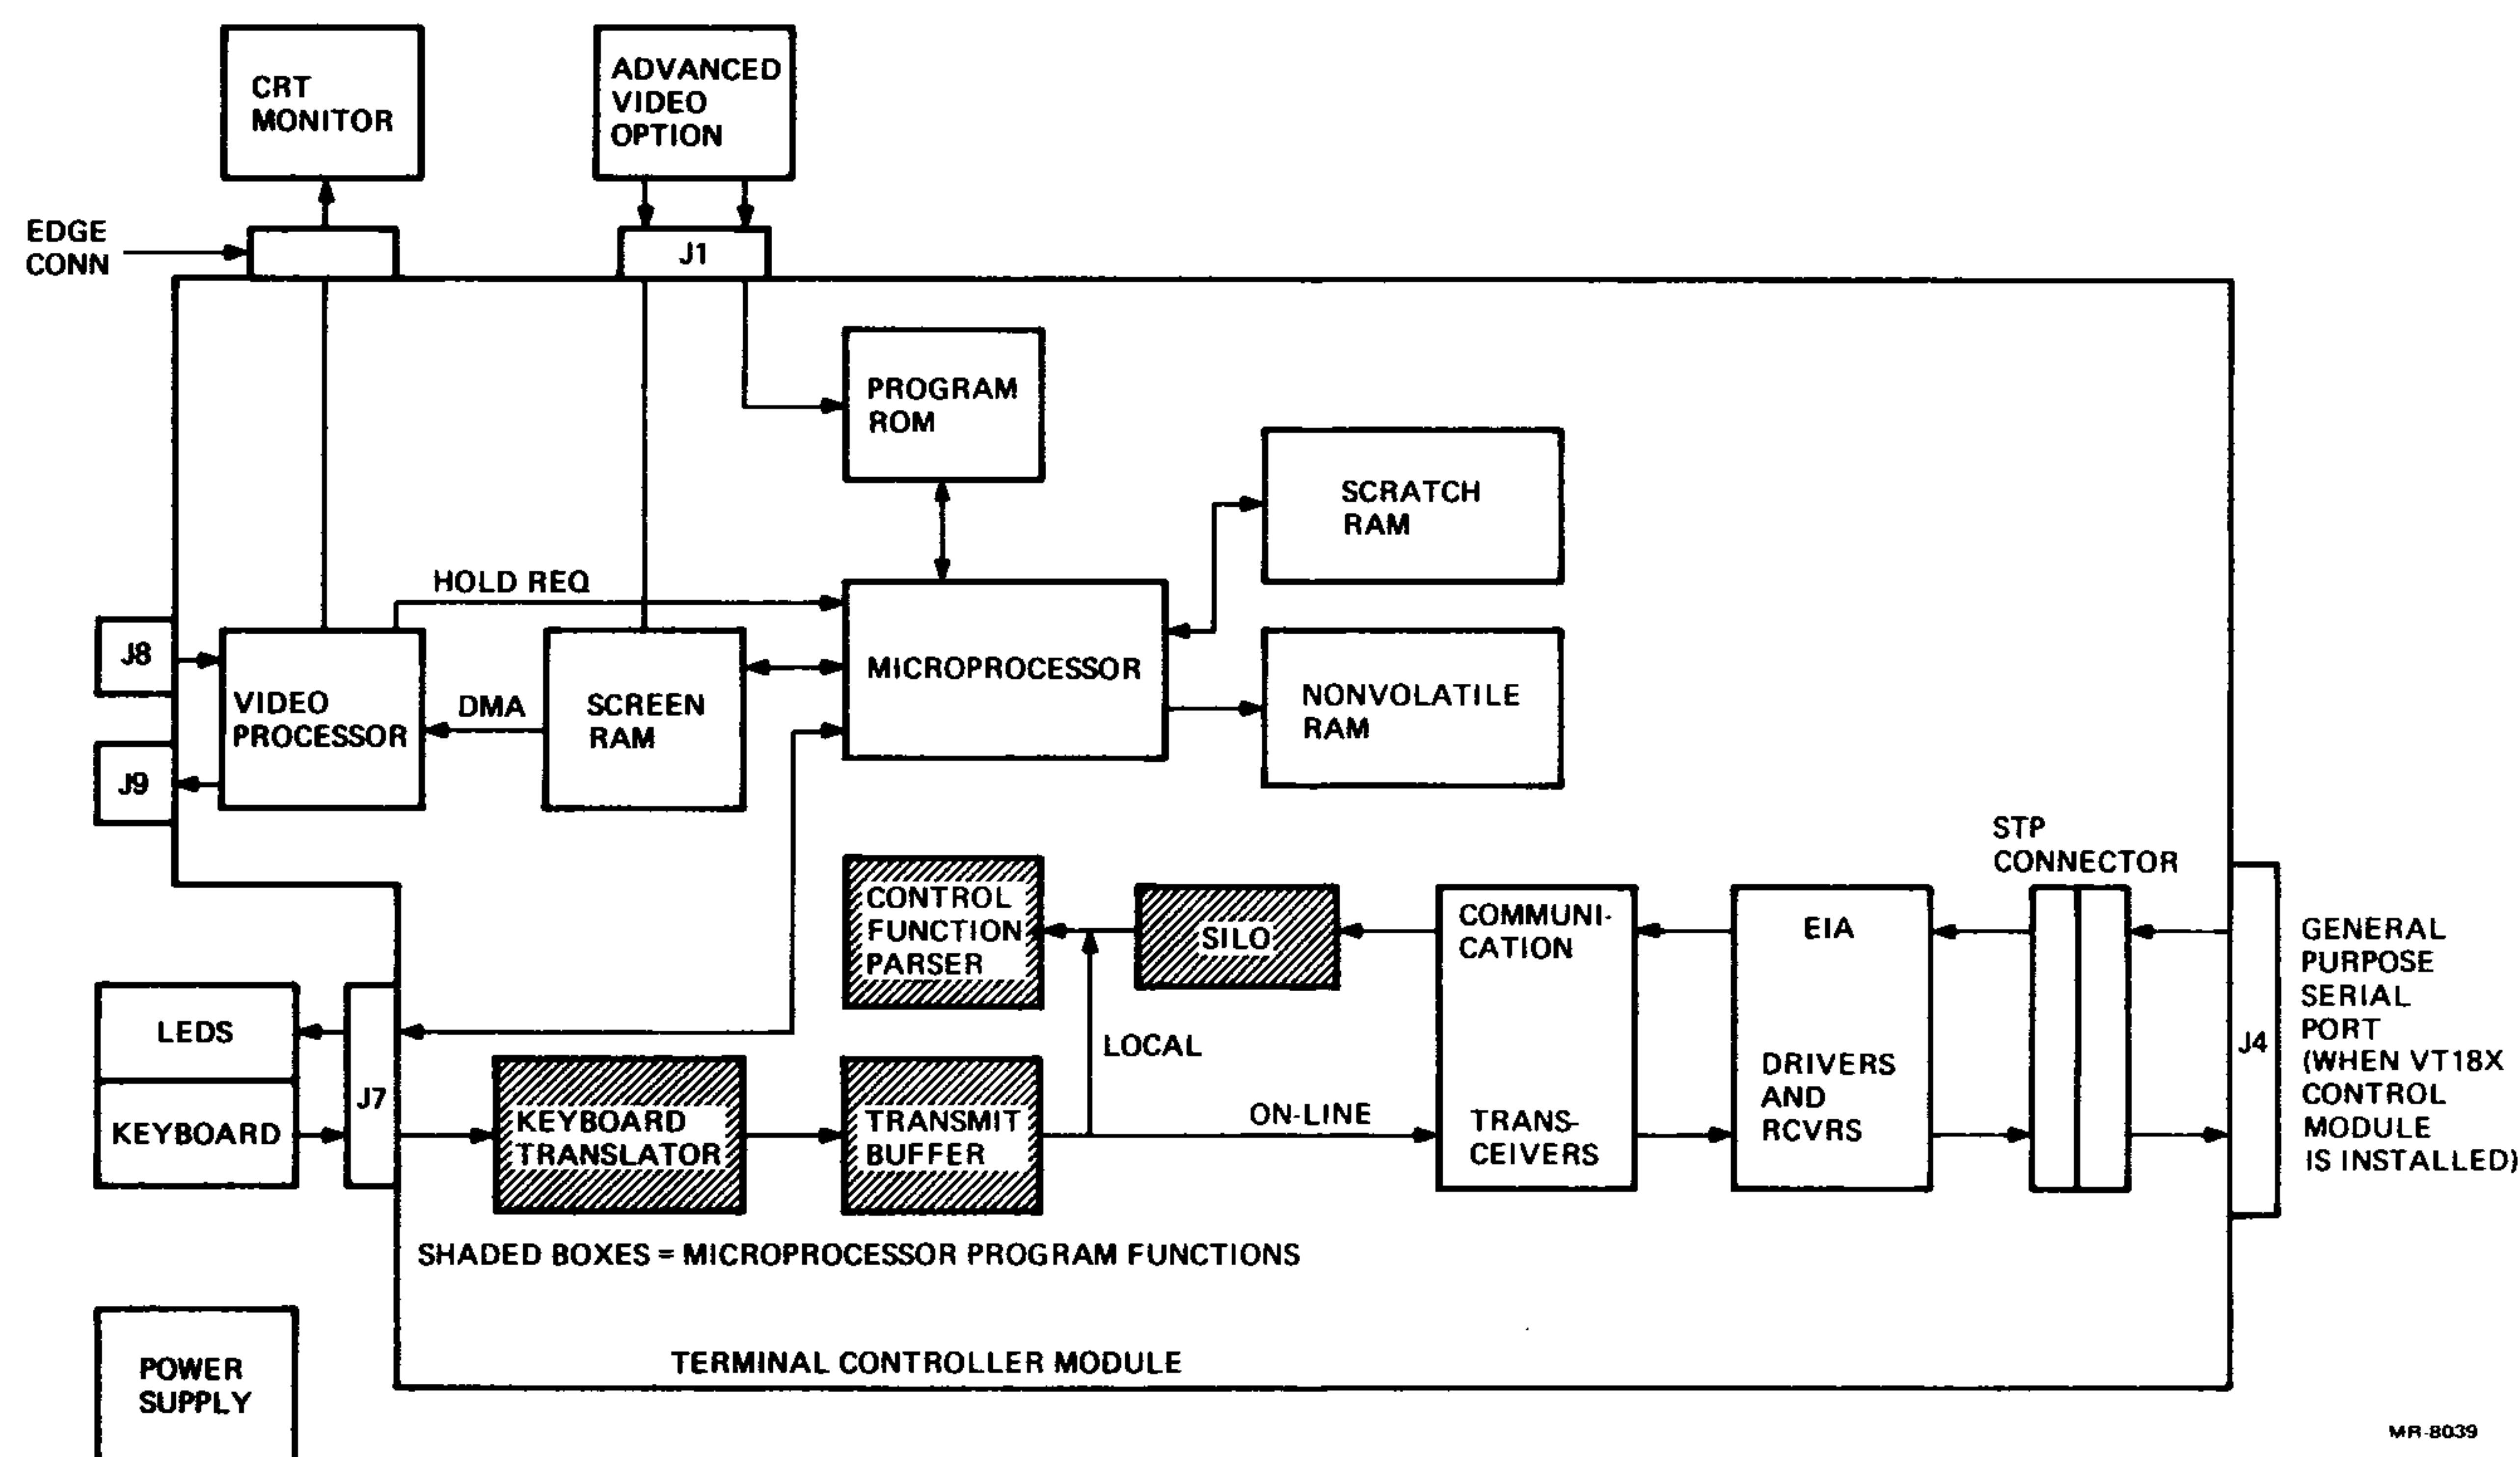 CRT
MONITOR
ADVANCED
VIDEO
OPTION
EDGE
CONN
J1
PROGRAM
ROM
SCRATCH
RAM
HOLD REQ
J8
MICROPROCESSOR
VIDEO
PROCESSOR
DMA
SCREEN
RAM
NONVOLATILE
RAM
J9
STP
CONNECTOR
CONTROL
FUNCTION
PARSER
SILO
COMMUNI-
CATION
EIA
GENERAL
PURPOSE
SERIAL
PORT
(WHEN VT18X
CONTROL
MODULE
IS INSTALLED)
J4
LEDS
LOCAL
J7
KEYBOARD
KEYBOARD
TRANSLATOR
TRANSMIT
BUFFER
ON-LINE
TRANS-
CEIVERS
DRIVERS
AND
RCVRS
SHADED BOXES = MICROPROCESSOR PROGRAM FUNCTIONS
POWER
SUPPLY
TERMINAL CONTROLLER MODULE
MR-8039